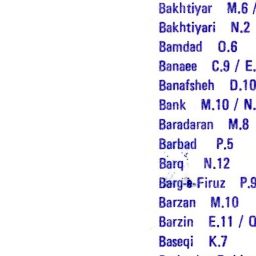 Bakhtiyar M.6 /
Bakhtiyari N.2
Bamdad O.6
Banaee C.9 / E.
Banafsheh D.10
Bank M.10 / N.
Baradaran M.8
Barbad P.5
Barq N.12
Barg-e-Firuz P.9
Barzan M.10
Barzin E.11 / O
Baseqi K.7